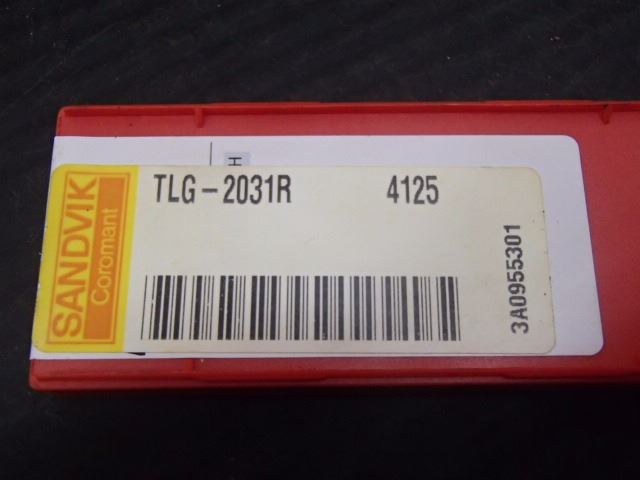 H
TLG-2031R 4125
SANDVIK
Coromant
3A0955301